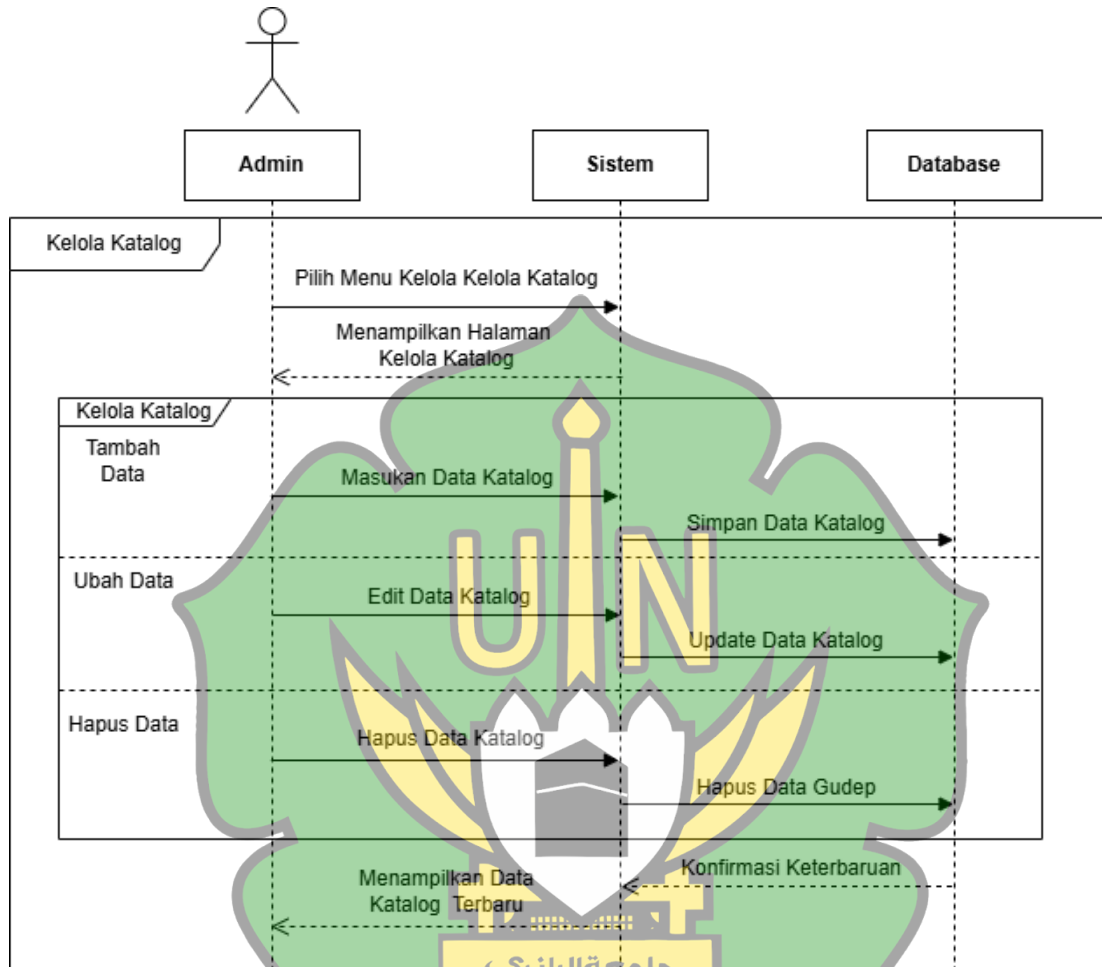 Admin
Sistem
Database
Kelola Katalog
Pilih Menu Kelola Kelola Katalog
Menampilkan Halaman
Kelola Katalog
Kelola Katalog
Tambah
Data
Masukan Data Katalog
Simpan Data Katalog
Ubah Data
Edit Data Katalog
Update Data Katalog
Hapus Data
Hapus Data Katalog
Hapus Data Gudep
Konfirmasi Keterbaruan
Menampilkan Data
Katalog Terbaru
UIN